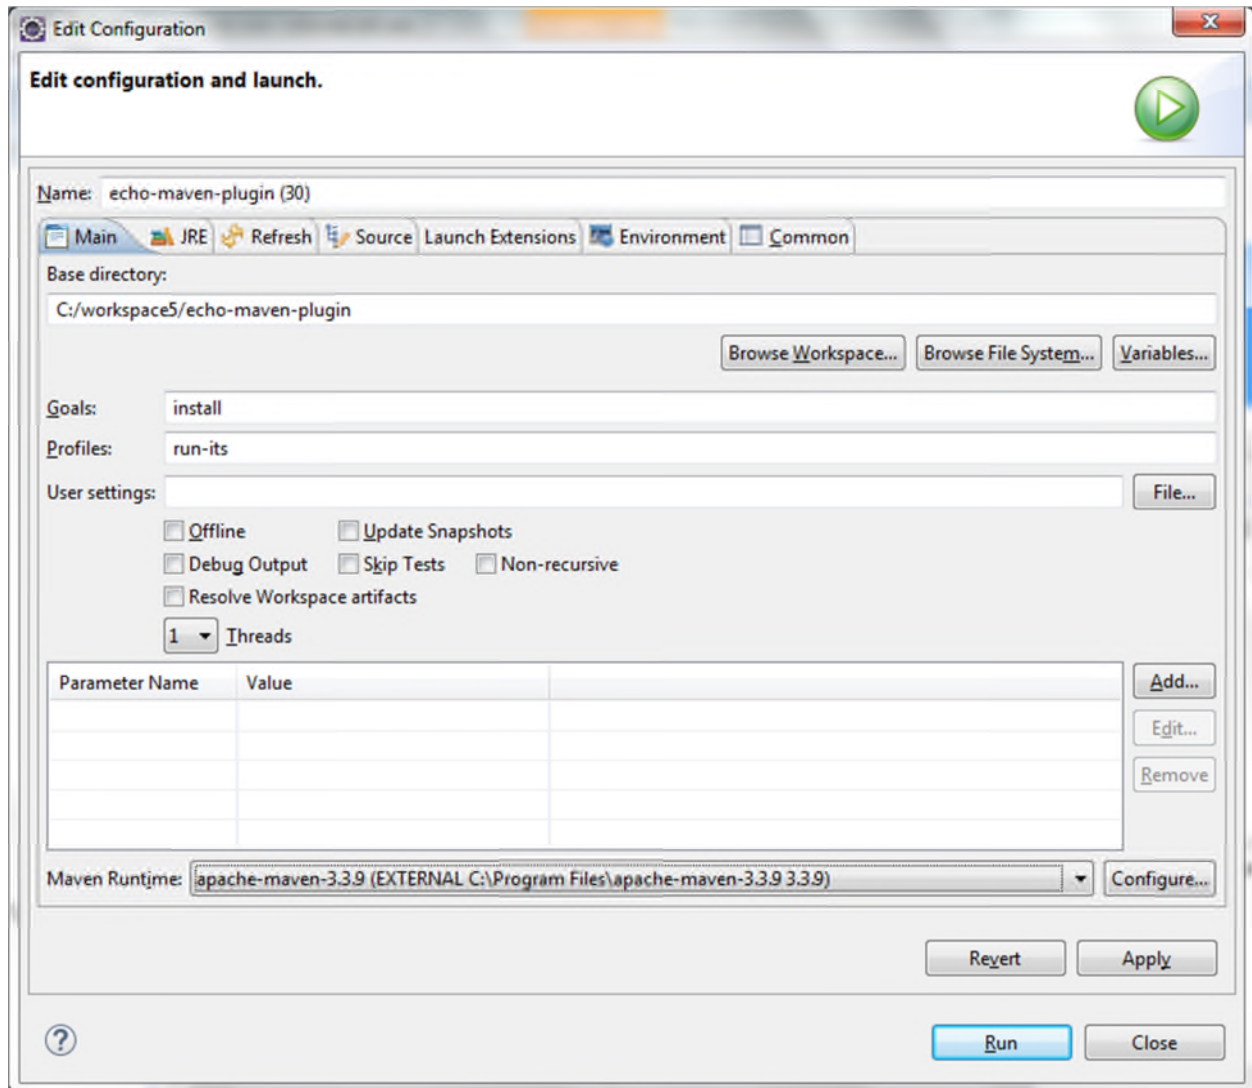 Edit Configuration
Edit configuration and launch.
Name: echo-maven-plugin (30)
Main JRE Refresh Source Launch Extensions Environment Common
Base directory:
C:/workspace5/echo-maven-plugin
Browse Workspace... Browse File System... Variables...
Goals: install
Profiles: run-its
User settings: File...
Offline Update Snapshots
Debug Output Skip Tests Non-recursive
Resolve Workspace artifacts
1 Threads
Parameter Name Value Add...
Edit...
Remove
Maven Runtime: apache-maven-3.3.9 (EXTERNAL C:\Program Files\apache-maven-3.3.9 3.3.9) Configure...
Revert Apply
? Run Close